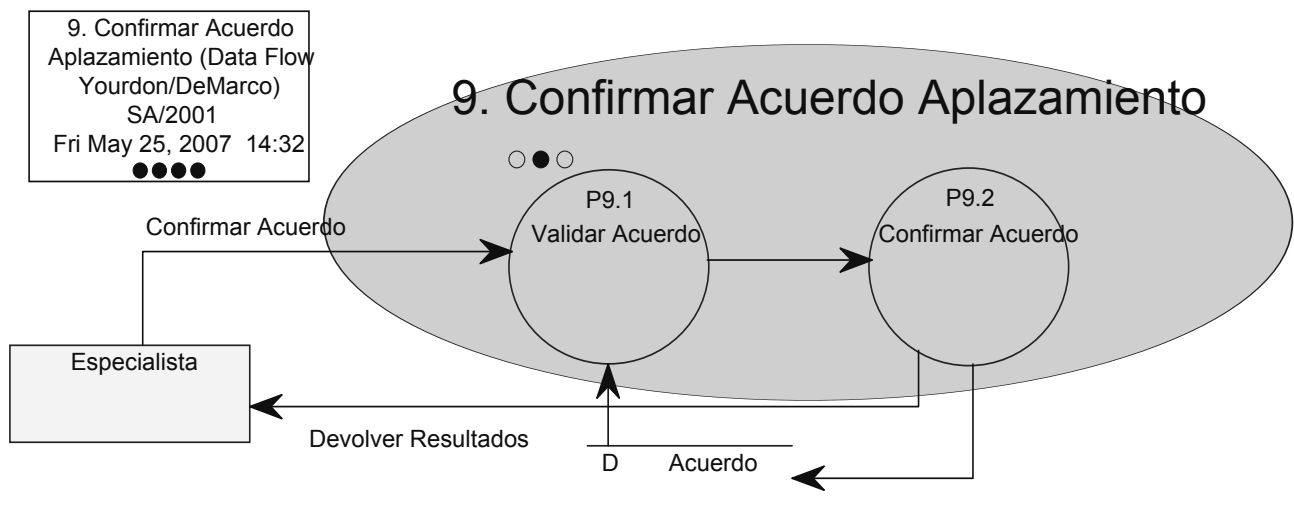 9. Confirmar Acuerdo
Aplazamiento (Data Flow
Yourdon/DeMarco)
SA/2001
Fri May 25, 2007  14:32
9. Confirmar Acuerdo Aplazamiento
P9.1
Validar Acuerdo
P9.2
Confirmar Acuerdo
Confirmar Acuerdo
Especialista
Devolver Resultados
D Acuerdo